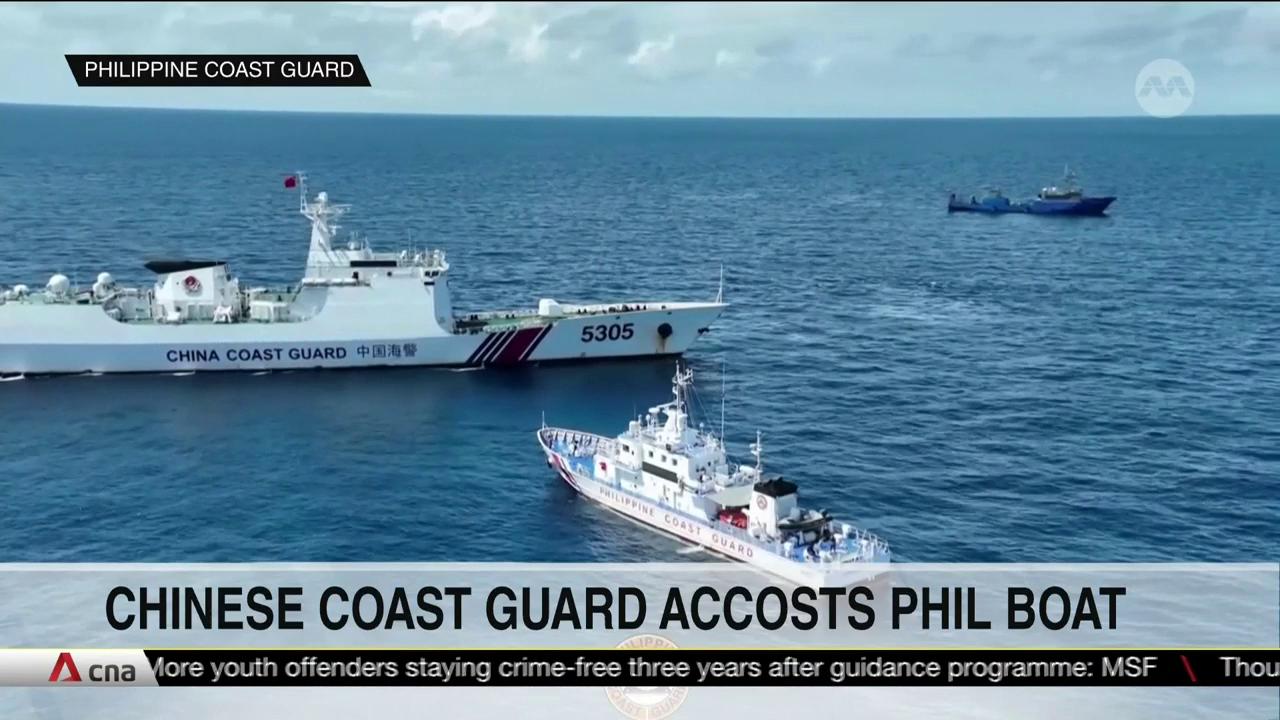 PHILIPPINE COAST GUARD
5305
CHINA COAST GUARD 中国海警
PHILIPPINE COAST GUARD
CHINESE COAST GUARD ACCOSTS PHIL BOAT
cna More youth offenders staying crime-free three years after guidance programme: MSF \ Thou